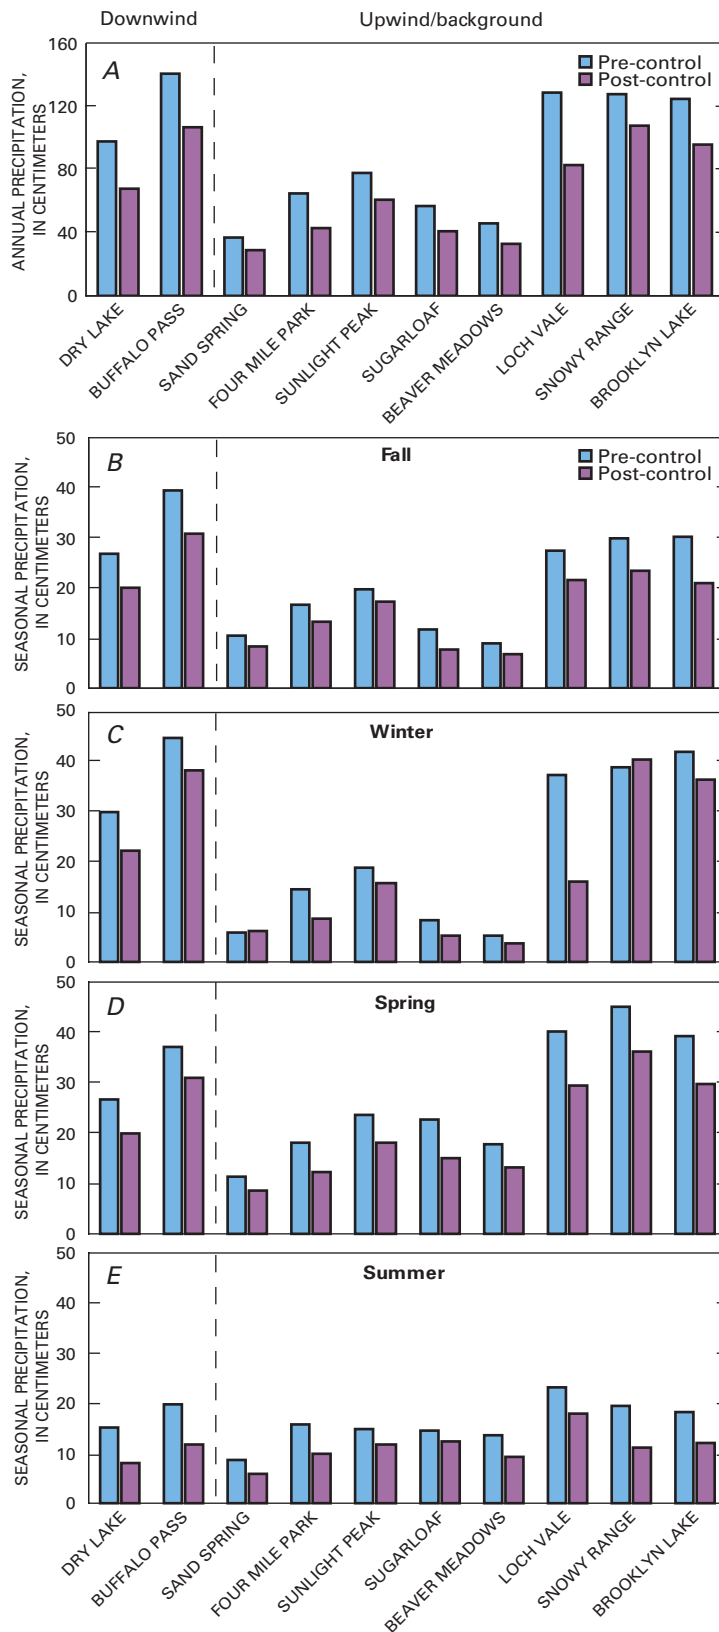 Downwind
Upwind/background
ANNUAL PRECIPITATION,
IN CENTIMETERS
160
120
80
40
0
A
Pre-control
Post-control
DRY LAKE
BUFFALO PASS
SAND SPRING
FOUR MILE PARK
SUNLIGHT PEAK
SUGARLOAF
BEAVER MEADOWS
LOCH VALE
SNOWY RANGE
BROOKLYN LAKE
SEASONAL PRECIPITATION,
IN CENTIMETERS
50
40
30
20
10
0
B
Fall
Pre-control
Post-control
SEASONAL PRECIPITATION,
IN CENTIMETERS
50
40
30
20
10
0
C
Winter
SEASONAL PRECIPITATION,
IN CENTIMETERS
50
40
30
20
10
0
D
Spring
SEASONAL PRECIPITATION,
IN CENTIMETERS
50
40
30
20
10
0
E
Summer
DRY LAKE
BUFFALO PASS
SAND SPRING
FOUR MILE PARK
SUNLIGHT PEAK
SUGARLOAF
BEAVER MEADOWS
LOCH VALE
SNOWY RANGE
BROOKLYN LAKE